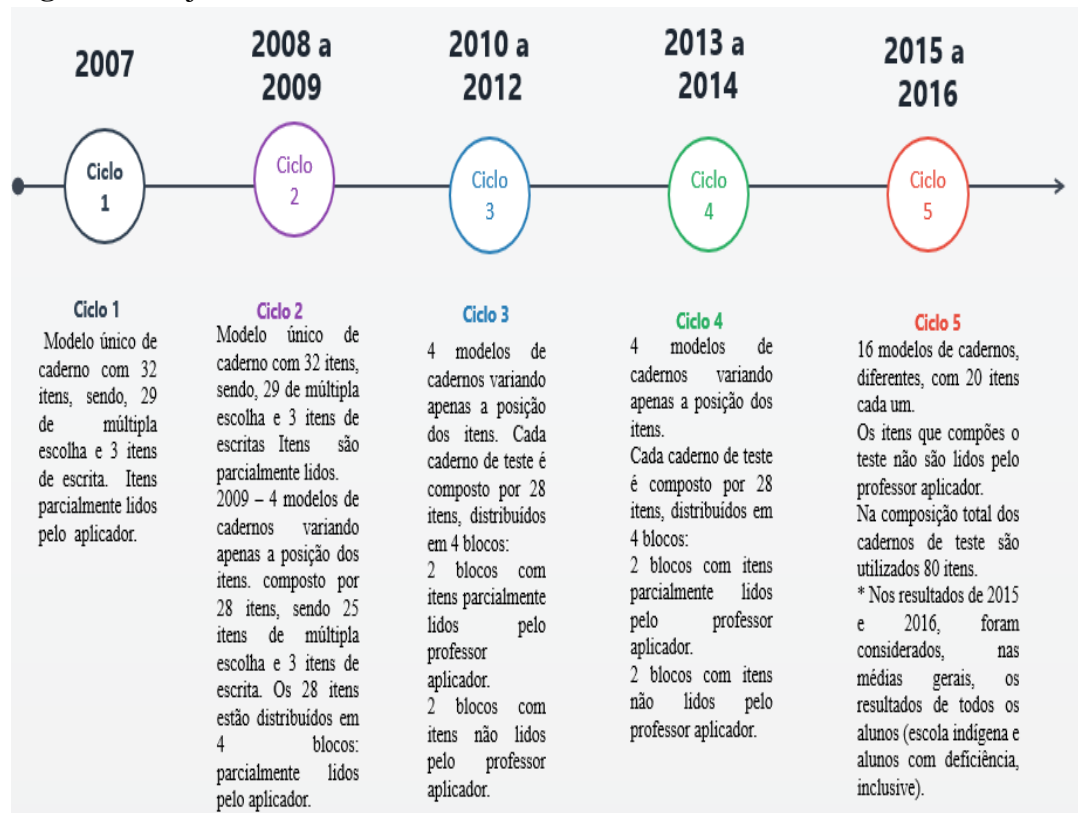 2007
2008 a
2009
2010 a
2012
2013 a
2014
2015 a
2016
Ciclo
1
Ciclo
2
Ciclo
3
Ciclo
4
Ciclo
5
Ciclo 1
Modelo único de
caderno com 32
itens, sendo, 29
de múltipla
escolha e 3 itens
de escrita. Itens
parcialmente lidos
pelo aplicador.
Ciclo 2
Modelo único de
caderno com 32 itens,
sendo, 29 de múltipla
escolha e 3 itens de
escritas Itens são
parcialmente lidos.
2009 – 4 modelos de
cadernos variando
apenas a posição dos
itens. composto por
28 itens, sendo 25
itens de múltipla
escolha e 3 itens de
escrita. Os 28 itens
estão distribuídos em
4 blocos:
parcialmente lidos
pelo aplicador.
Ciclo 3
4 modelos de
cadernos variando
apenas a posição
dos itens. Cada
caderno de teste é
composto por 28
itens, distribuídos
em 4 blocos:
2 blocos com
itens parcialmente
lidos pelo
professor
aplicador.
2 blocos com
itens não lidos
pelo professor
aplicador.
Ciclo 4
4 modelos de
cadernos variando
apenas a posição dos
itens.
Cada caderno de teste
é composto por 28
itens, distribuídos em
4 blocos:
2 blocos com itens
parcialmente lidos
pelo professor
aplicador.
2 blocos com itens
não lidos pelo
professor aplicador.
Ciclo 5
16 modelos de cadernos,
diferentes, com 20 itens
cada um.
Os itens que compões o
teste não são lidos pelo
professor aplicador.
Na composição total dos
cadernos de teste são
utilizados 80 itens.
* Nos resultados de 2015
e 2016, foram
considerados, nas
médias gerais, os
resultados de todos os
alunos (escola indígena e
alunos com deficiência,
inclusive).